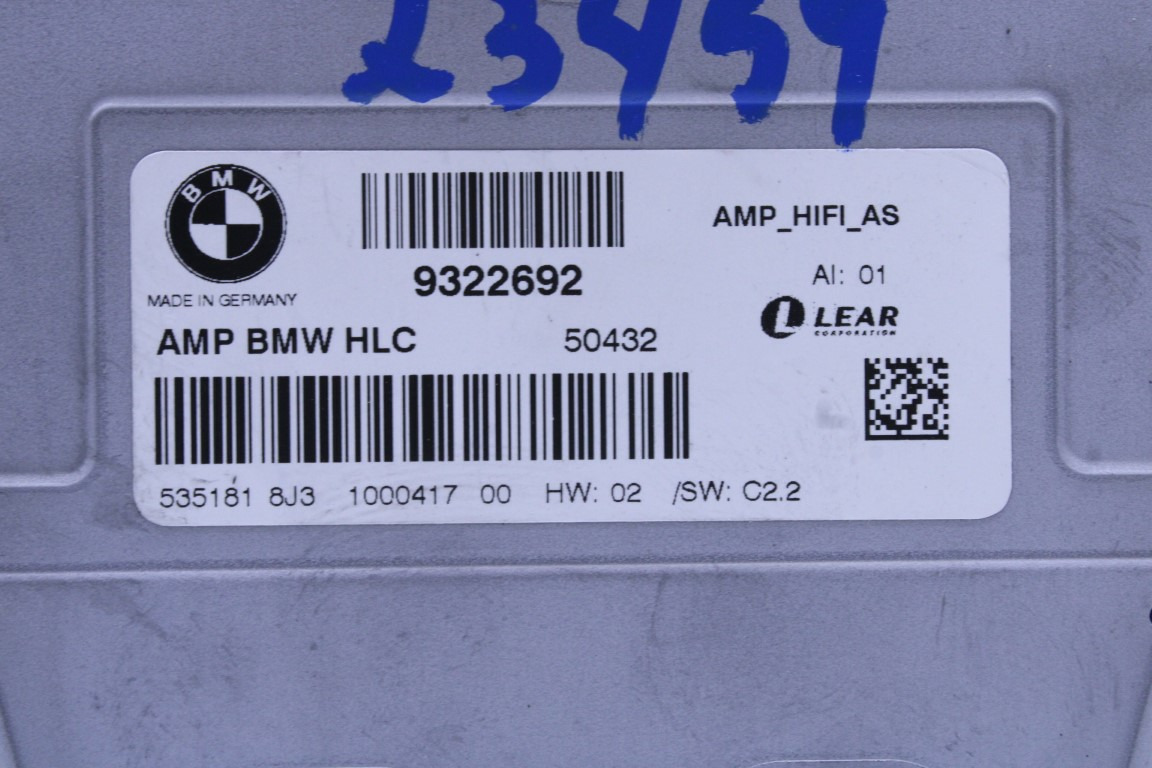 23459
BMW
9322692
AMP_HIFI_AS
AI: 01
MADE IN GERMANY
LEAR
CORPORATION
AMP BMW HLC 50432
535181 8J3 1000417 00 HW: 02 /SW: C2.2